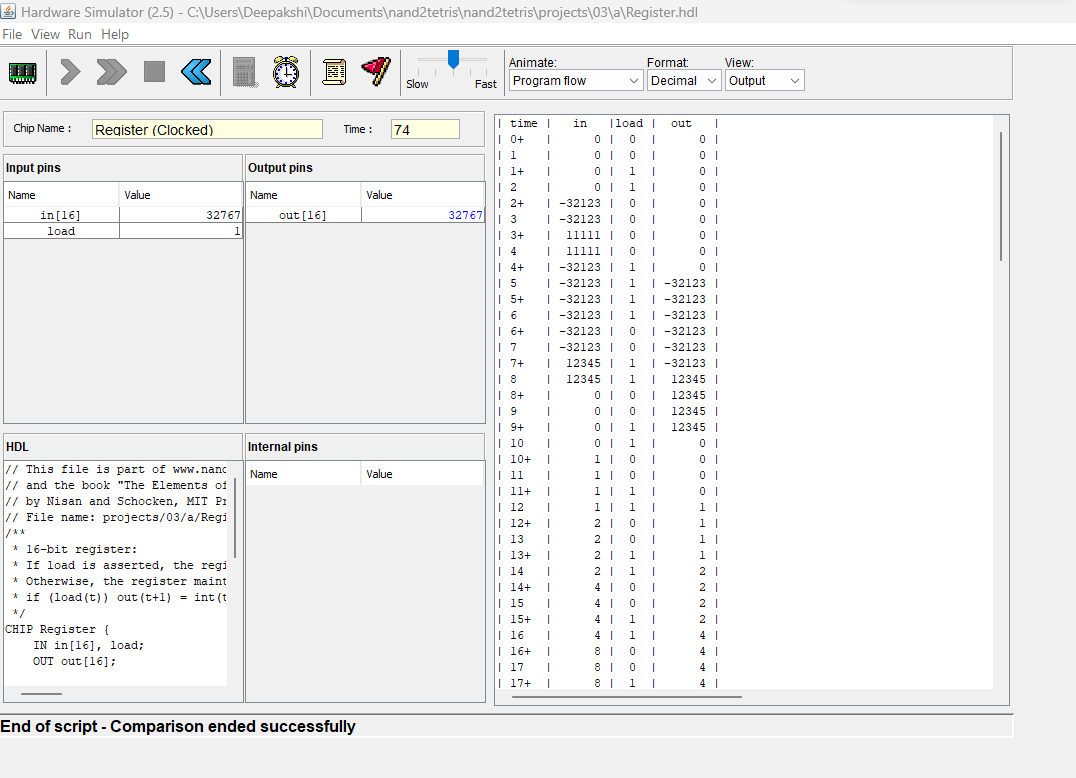 Hardware Simulator (2.5) - C:\Users\Deepakshi\Documents\nand2tetris\nand2tetris\projects\03\a\Register.hdl
File View Run Help
Slow Fast
Animate: Format: View:
Program flow Decimal Output
Chip Name : Register (Clocked) Time : 74
Input pins
Name Value
in[16] 32767
load 1
Output pins
Name Value
out[16] 32767
HDL
// This file is part of www.nanc
// and the book "The Elements of
// by Nisan and Schocken, MIT Pr
// File name: projects/03/a/Regi
/**
* 16-bit register:
* If load is asserted, the regi
* Otherwise, the register maint
* if (load(t)) out(t+1) = int(t
*/
CHIP Register {
IN in[16], load;
OUT out[16];
Internal pins
Name Value
| time | in |load | out |
| 0+ | 0 | 0 | 0 |
| 1 | 0 | 0 | 0 |
| 1+ | 0 | 1 | 0 |
| 2 | 0 | 1 | 0 |
| 2+ | -32123 | 0 | 0 |
| 3 | -32123 | 0 | 0 |
| 3+ | 11111 | 0 | 0 |
| 4 | 11111 | 0 | 0 |
| 4+ | -32123 | 1 | 0 |
| 5 | -32123 | 1 | -32123 |
| 5+ | -32123 | 1 | -32123 |
| 6 | -32123 | 1 | -32123 |
| 6+ | -32123 | 0 | -32123 |
| 7 | -32123 | 0 | -32123 |
| 7+ | 12345 | 1 | -32123 |
| 8 | 12345 | 1 | 12345 |
| 8+ | 0 | 0 | 12345 |
| 9 | 0 | 0 | 12345 |
| 9+ | 0 | 1 | 12345 |
| 10 | 0 | 1 | 0 |
| 10+ | 1 | 0 | 0 |
| 11 | 1 | 0 | 0 |
| 11+ | 1 | 1 | 0 |
| 12 | 1 | 1 | 1 |
| 12+ | 2 | 0 | 1 |
| 13 | 2 | 0 | 1 |
| 13+ | 2 | 1 | 1 |
| 14 | 2 | 1 | 2 |
| 14+ | 4 | 0 | 2 |
| 15 | 4 | 0 | 2 |
| 15+ | 4 | 1 | 2 |
| 16 | 4 | 1 | 4 |
| 16+ | 8 | 0 | 4 |
| 17 | 8 | 0 | 4 |
| 17+ | 8 | 1 | 4 |
End of script - Comparison ended successfully